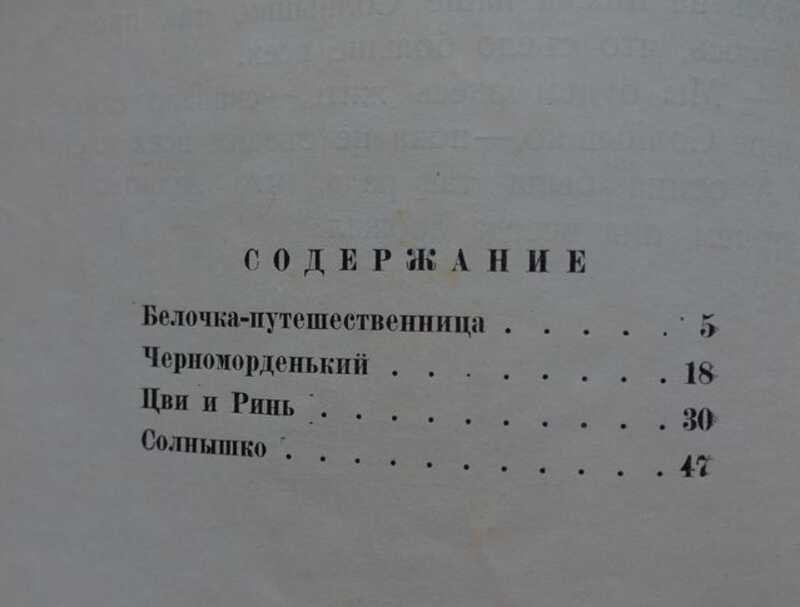 СОДЕРЖАНИЕ
Белочка-путешественница . . . . . 5
Черноморденький . . . . . . . . 18
Цви и Ринь . . . . . . . . . . . 30
Солнышко . . . . . . . . . . . . 47